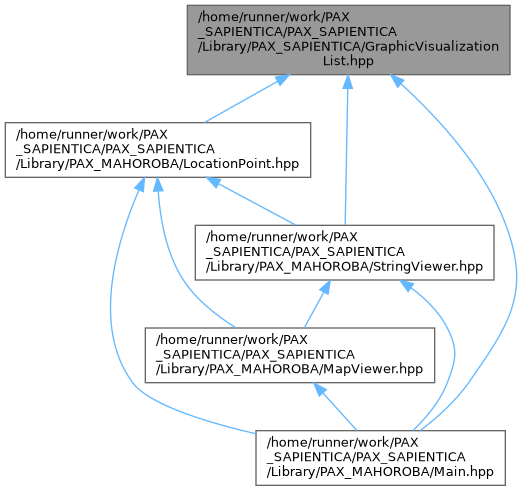 /home/runner/work/PAX
_SAPIENTICA/PAX_SAPIENTICA
/Library/PAX_SAPIENTICA/GraphicVisualization
List.hpp
/home/runner/work/PAX
_SAPIENTICA/PAX_SAPIENTICA
/Library/PAX_MAHOROBA/LocationPoint.hpp
/home/runner/work/PAX
_SAPIENTICA/PAX_SAPIENTICA
/Library/PAX_MAHOROBA/StringViewer.hpp
/home/runner/work/PAX
_SAPIENTICA/PAX_SAPIENTICA
/Library/PAX_MAHOROBA/MapViewer.hpp
/home/runner/work/PAX
_SAPIENTICA/PAX_SAPIENTICA
/Library/PAX_MAHOROBA/Main.hpp